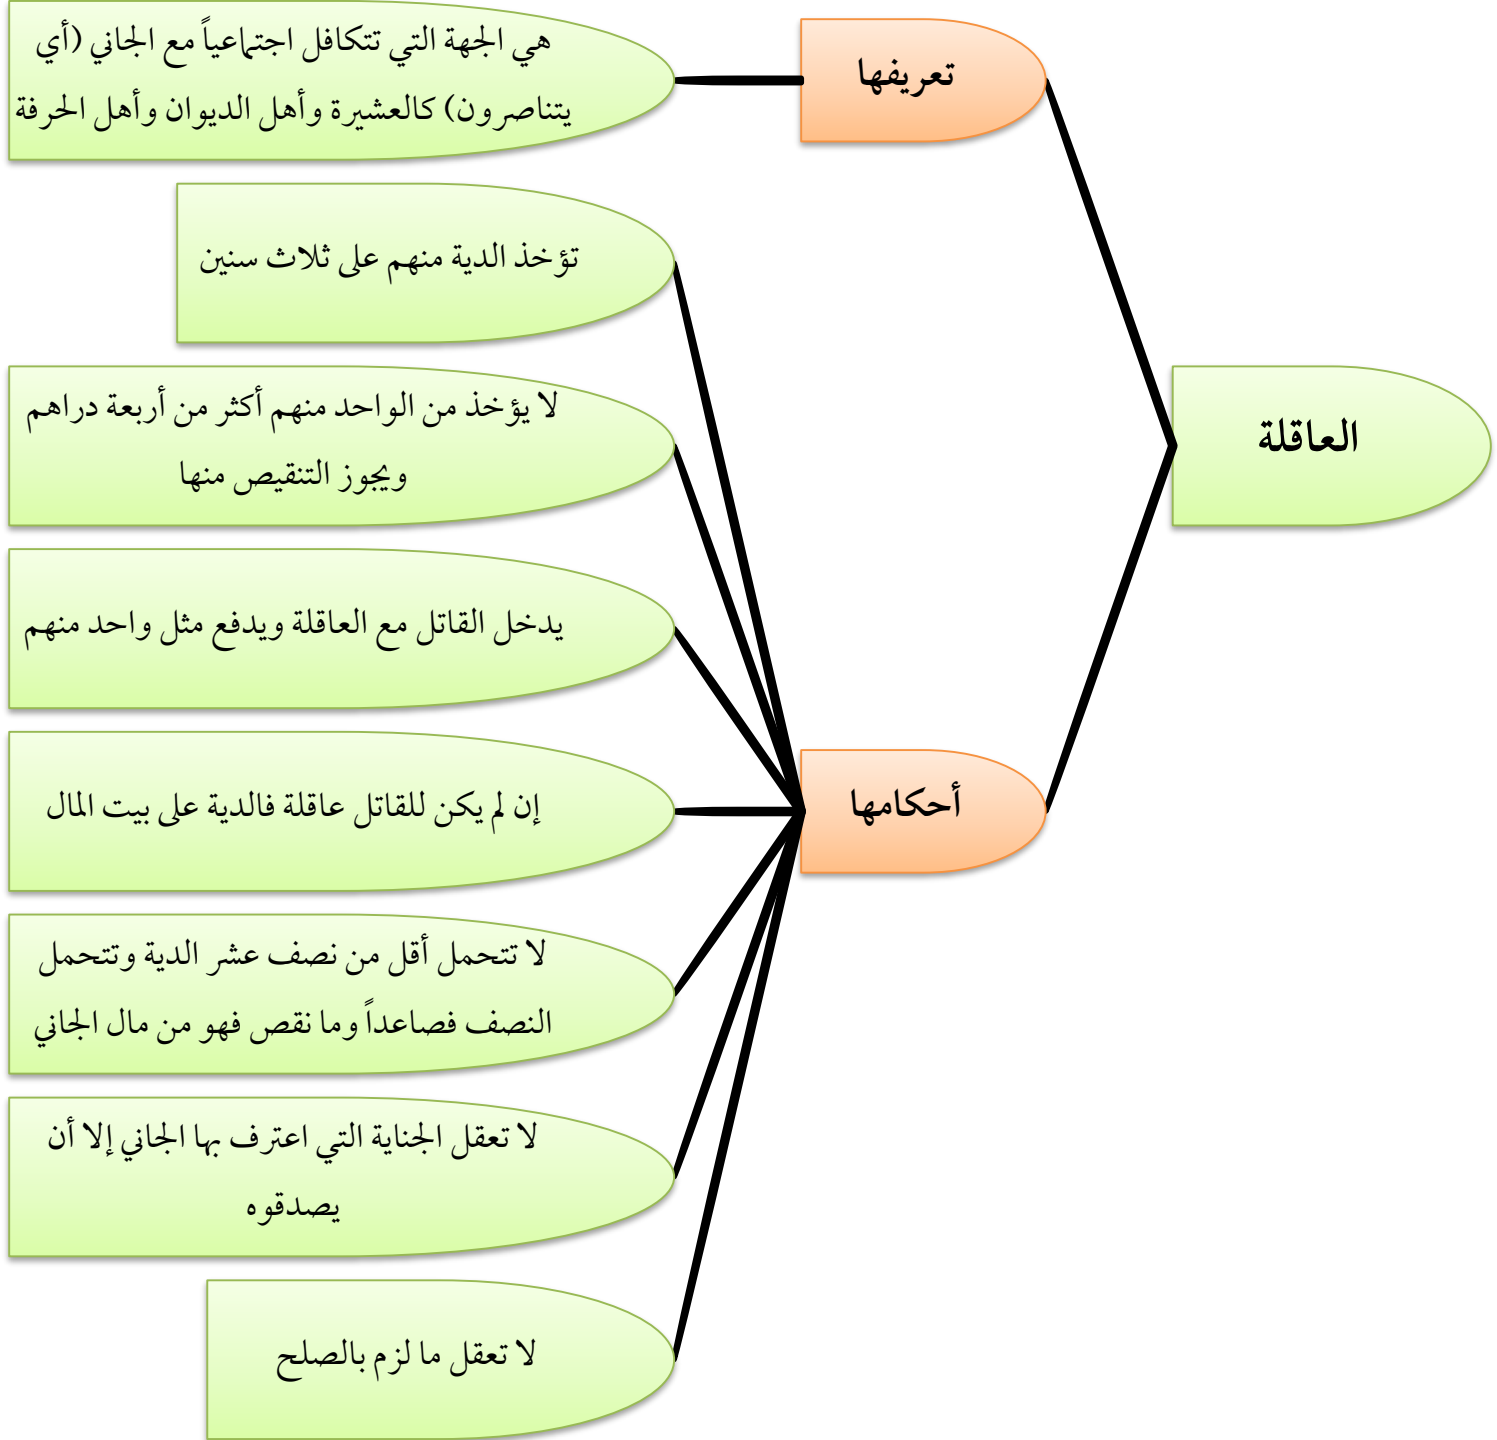 العاقلة
تعريفها
هي الجهة التي تتكافل اجتماعياً مع الجاني (أي
يتناصرون) كالعشيرة وأهل الديوان وأهل الحرفة
أحكامها
تؤخذ الدية منهم على ثلاث سنين
لا يؤخذ من الواحد منهم أكثر من أربعة دراهم
ويجوز التنقيص منها
يدخل القاتل مع العاقلة ويدفع مثل واحد منهم
إن لم يكن للقاتل عاقلة فالدية على بيت المال
لا تتحمل أقل من نصف عشر الدية وتتحمل
النصف فصاعداً وما نقص فهو من مال الجاني
لا تعقل الجناية التي اعترف بها الجاني إلا أن
يصدقوه
لا تعقل ما لزم بالصلح